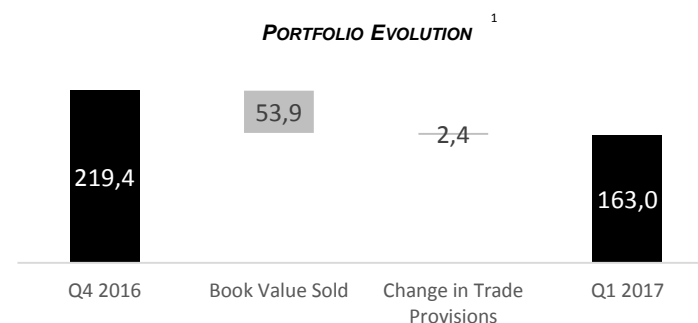 PORTFOLIO EVOLUTION 1
219,4
53,9
2,4
163,0
Q4 2016
Book Value Sold
Change in Trade
Provisions
Q1 2017